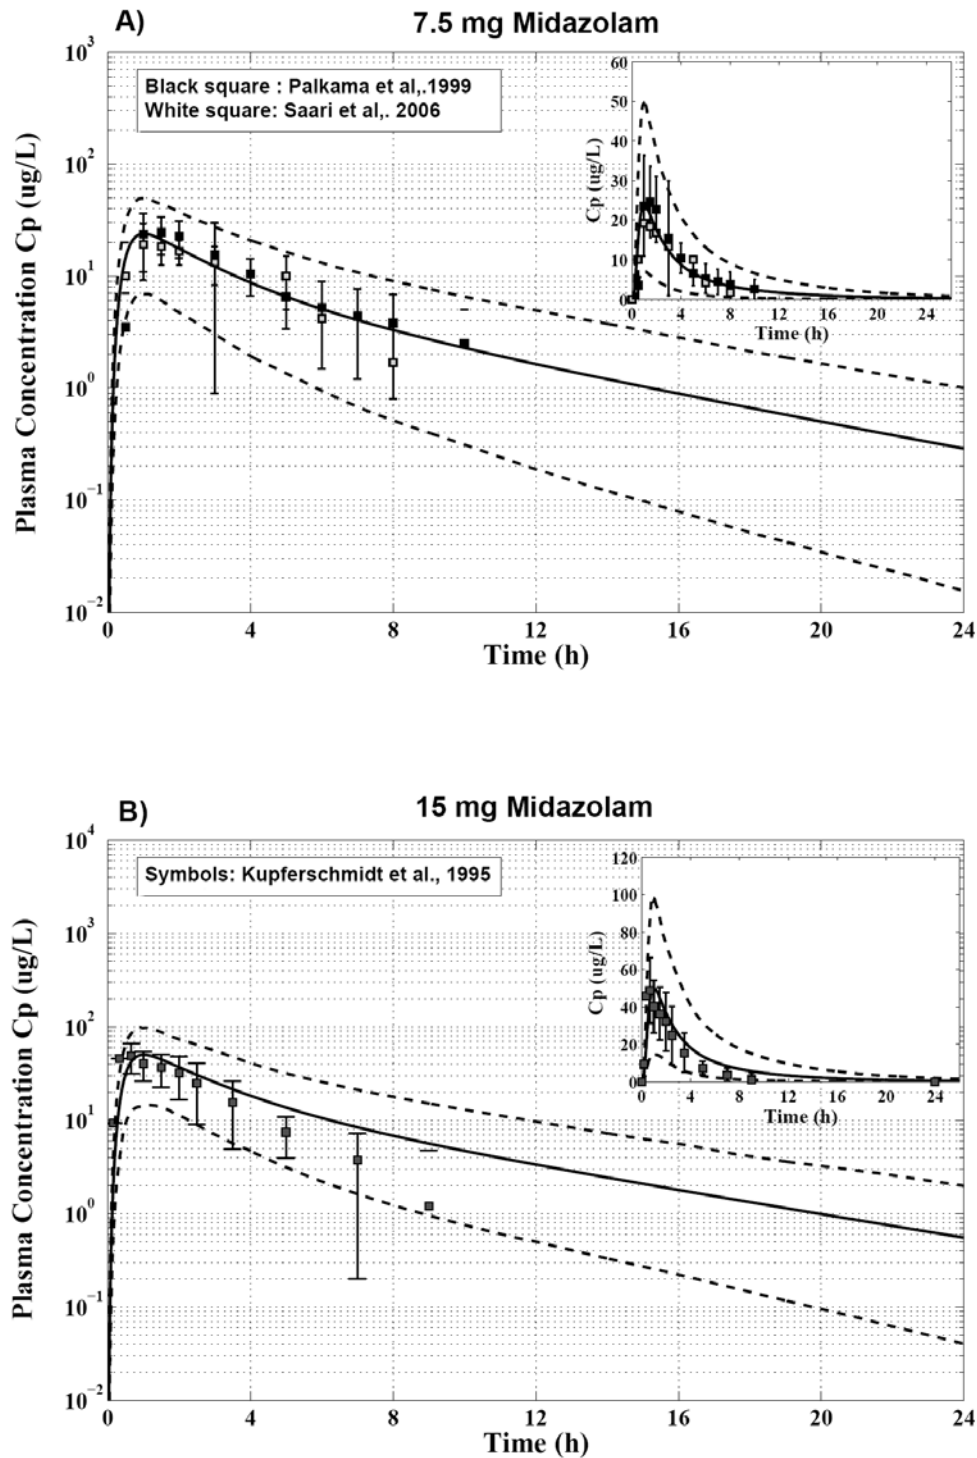 A)
7.5 mg Midazolam
Black square : Palkama et al,.1999
White square: Saari et al,. 2006
Plasma Concentration Cp (ug/L)
10³
10²
10¹
10⁰
10⁻¹
10⁻²
0 4 8 12 16 20 24
Time (h)
Cp (ug/L)
60
50
40
30
20
10
0
0 4 8 12 16 20 24
Time (h)
B)
15 mg Midazolam
Symbols: Kupferschmidt et al., 1995
Plasma Concentration Cp (ug/L)
10⁴
10³
10²
10¹
10⁰
10⁻¹
10⁻²
0 4 8 12 16 20 24
Time (h)
Cp (ug/L)
120
100
80
60
40
20
0
0 4 8 12 16 20 24
Time (h)